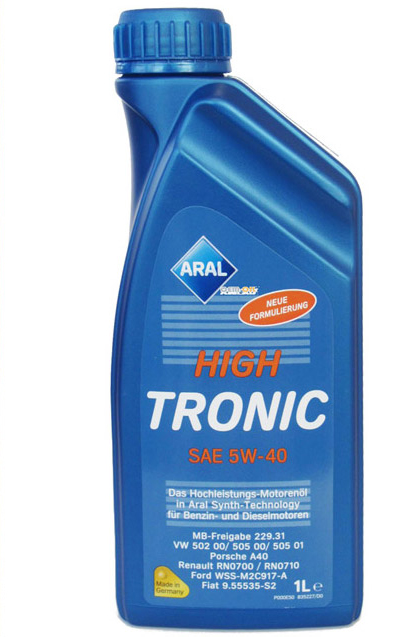 ARAL
NEUE
FORMULIERUNG
HIGH
TRONIC
SAE 5W-40
Das Hochleistungs-Motorenöl
in Aral Synth-Technology
für Benzin- und Dieselmotoren
MB-Freigabe 229.31
VW 502 00/ 505 00/ 505 01
Porsche A40
Renault RN0700 / RN0710
Ford WSS-M2C917-A
Fiat 9.55535-S2
Made in
Germany
1L e